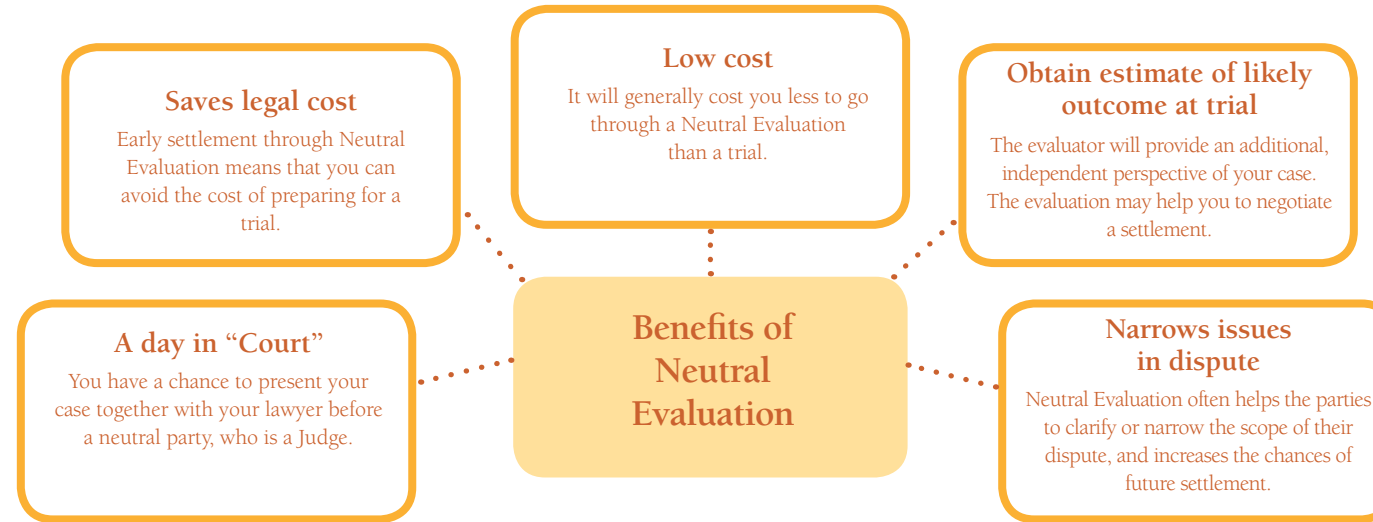 Saves legal cost
Early settlement through Neutral
Evaluation means that you can
avoid the cost of preparing for a
trial.
Low cost
It will generally cost you less to go
through a Neutral Evaluation
than a trial.
Obtain estimate of likely
outcome at trial
The evaluator will provide an additional,
independent perspective of your case.
The evaluation may help you to negotiate
a settlement.
A day in “Court”
You have a chance to present your
case together with your lawyer before
a neutral party, who is a Judge.
Benefits of
Neutral
Evaluation
Narrows issues
in dispute
Neutral Evaluation often helps the parties
to clarify or narrow the scope of their
dispute, and increases the chances of
future settlement.